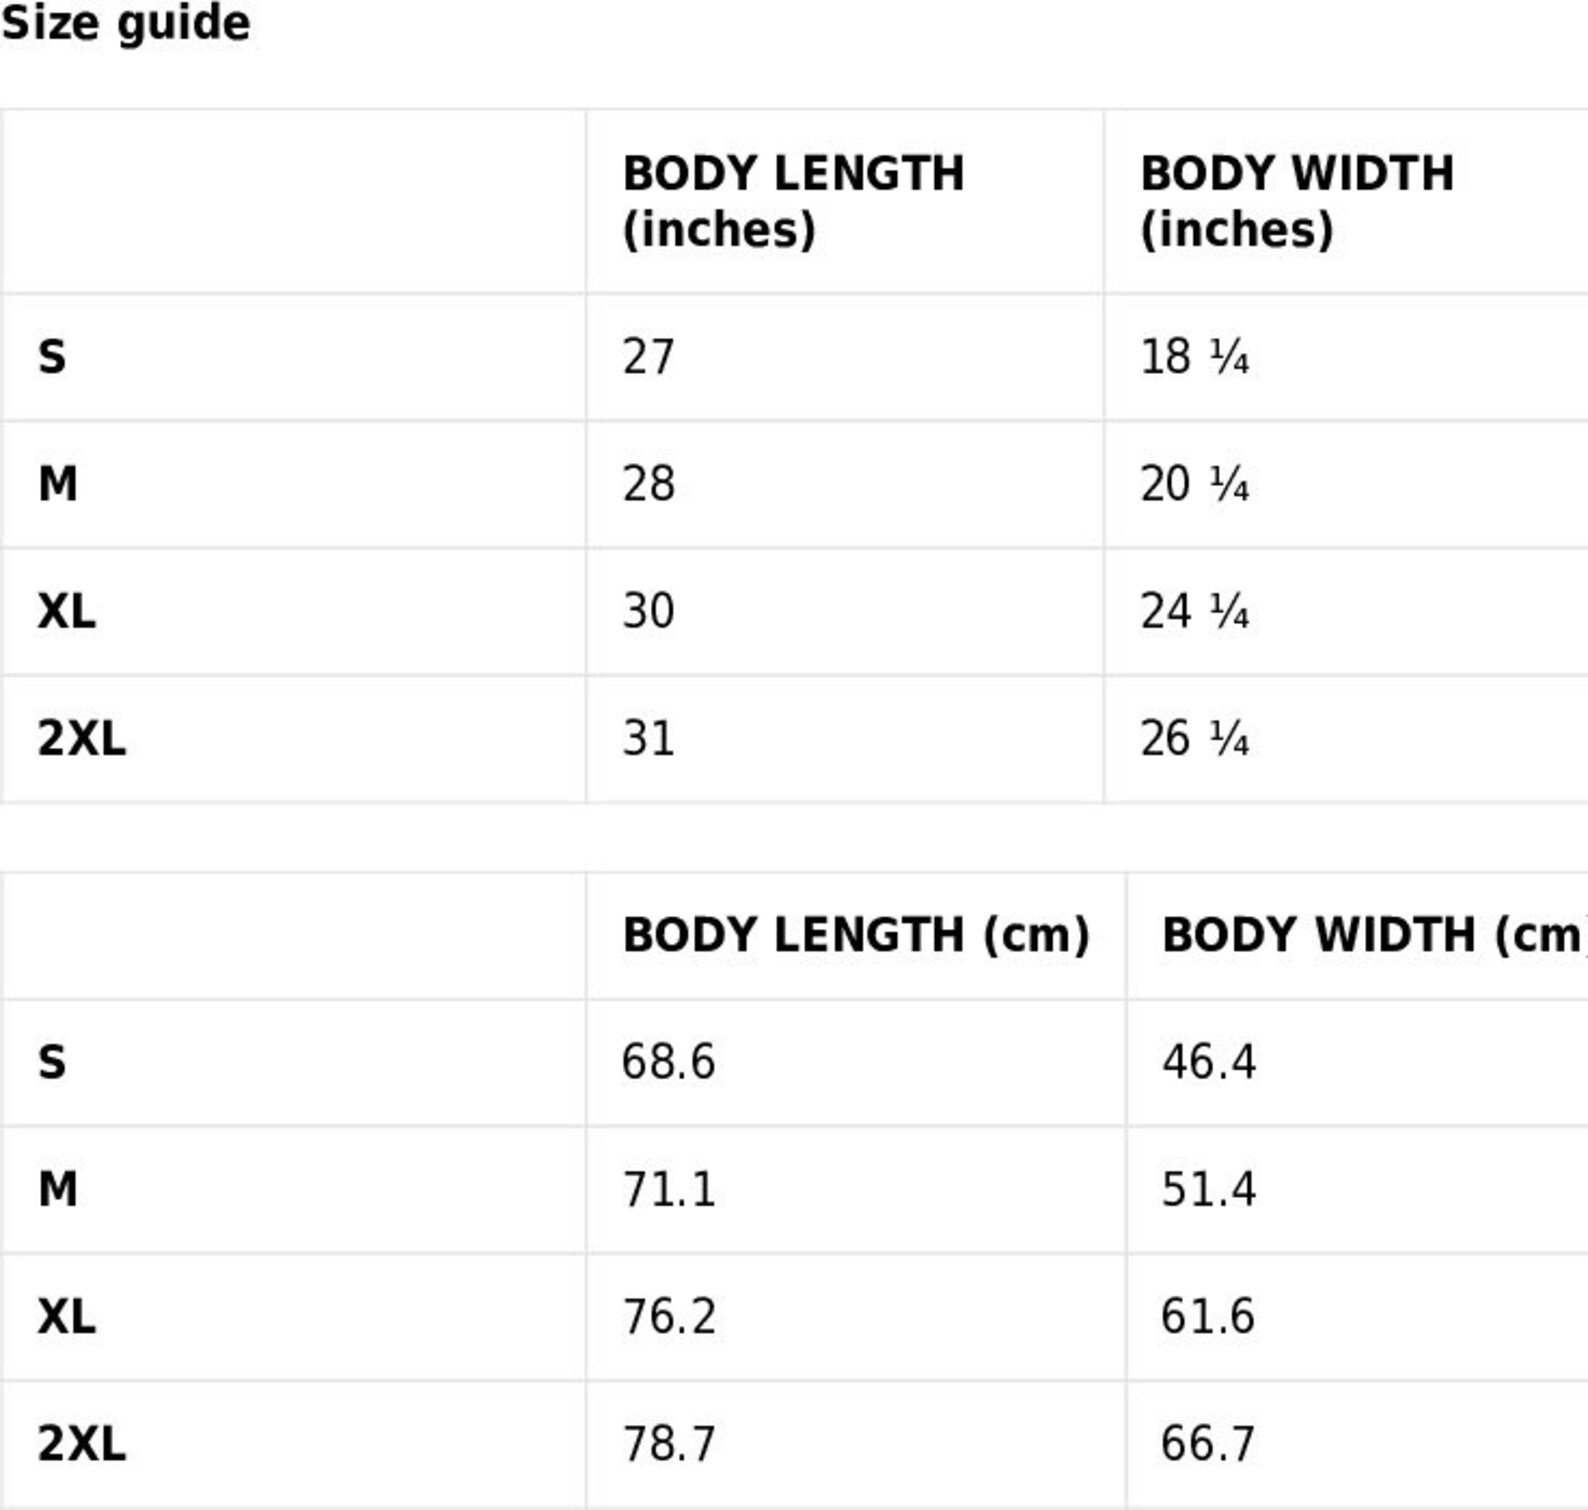 Size guide
BODY LENGTH (inches) BODY WIDTH (inches)
S 27 18 ¼
M 28 20 ¼
XL 30 24 ¼
2XL 31 26 ¼
BODY LENGTH (cm) BODY WIDTH (cm)
S 68.6 46.4
M 71.1 51.4
XL 76.2 61.6
2XL 78.7 66.7